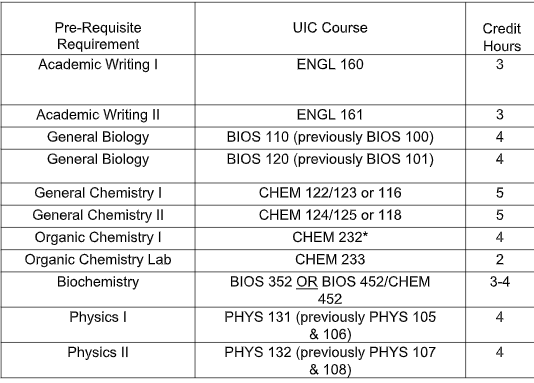 Pre-Requisite Requirement UIC Course Credit Hours
Academic Writing I ENGL 160 3
Academic Writing II ENGL 161 3
General Biology BIOS 110 (previously BIOS 100) 4
General Biology BIOS 120 (previously BIOS 101) 4
General Chemistry I CHEM 122/123 or 116 5
General Chemistry II CHEM 124/125 or 118 5
Organic Chemistry I CHEM 232* 4
Organic Chemistry Lab CHEM 233 2
Biochemistry BIOS 352 OR BIOS 452/CHEM 452 3-4
Physics I PHYS 131 (previously PHYS 105 & 106) 4
Physics II PHYS 132 (previously PHYS 107 & 108) 4